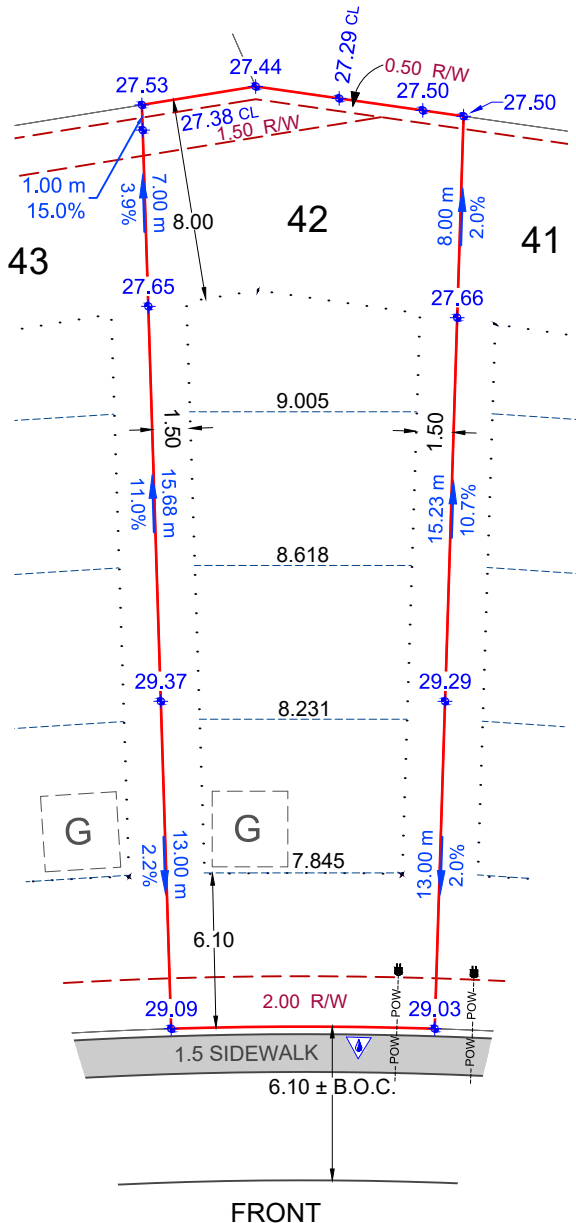 27.44
27.29 CL
0.50 R/W
27.53
27.50
27.50
27.38 CL
1.50 R/W
1.00 m
15.0%
7.00 m
3.9%
8.00
42
8.00 m
2.0%
43
41
27.65
27.66
9.005
1.50
1.50
15.68 m
11.0%
15.23 m
10.7%
8.618
29.37
29.29
8.231
G
G
13.00 m
2.2%
13.00 m
2.0%
7.845
6.10
2.00 R/W
POW
POW
29.09
29.03
1.5 SIDEWALK
POW
POW
6.10 ± B.O.C.
FRONT